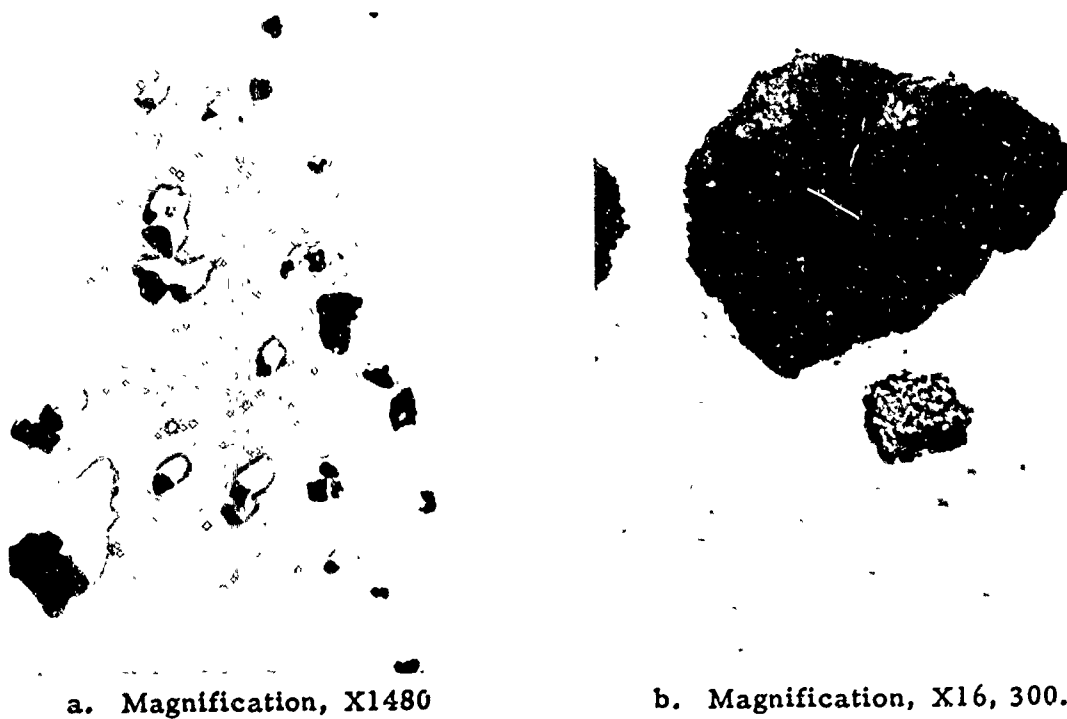 a. Magnification, X1480
b. Magnification, X16, 300.